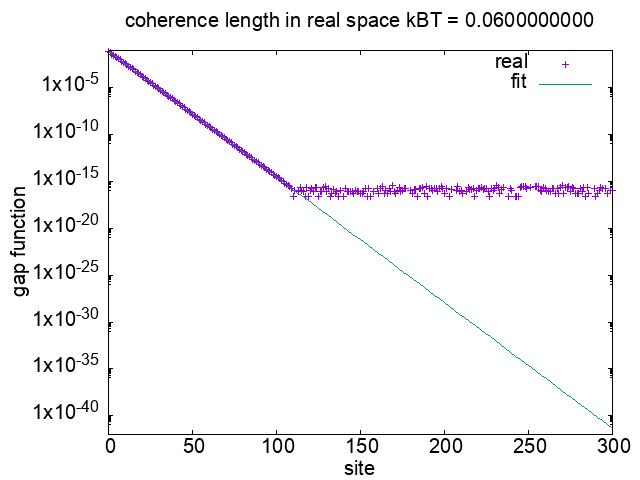 coherence length in real space kBT = 0.0600000000
real
fit
1x10-5
1x10-10
1x10-15
1x10-20
1x10-25
1x10-30
1x10-35
1x10-40
gap function
0 50 100 150 200 250 300
site